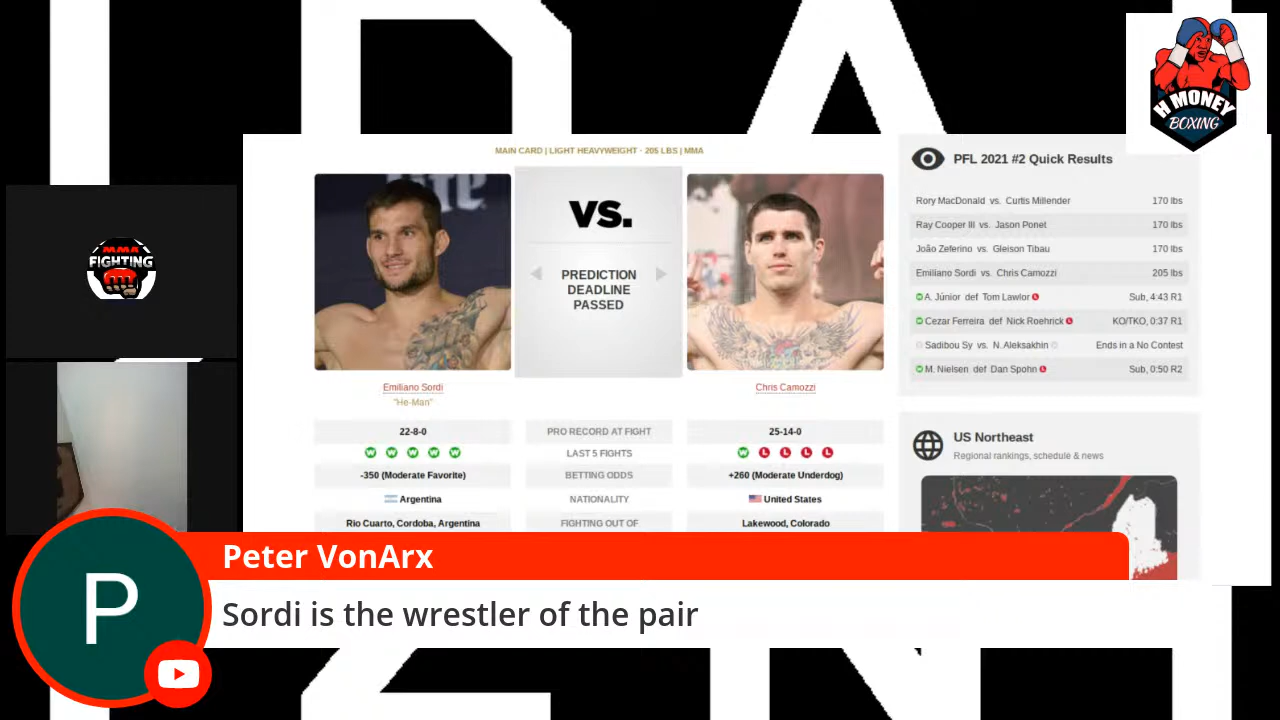 H MONEY
BOXING
MAIN CARD | LIGHT HEAVYWEIGHT · 205 LBS | MMA
VS.
PREDICTION
DEADLINE
PASSED
Emiliano Sordi
"He-Man"
Chris Camozzi
22-8-0 PRO RECORD AT FIGHT 25-14-0
W W W W W LAST 5 FIGHTS W L L L L
-350 (Moderate Favorite) BETTING ODDS +260 (Moderate Underdog)
Argentina NATIONALITY United States
Rio Cuarto, Cordoba, Argentina FIGHTING OUT OF Lakewood, Colorado
PFL 2021 #2 Quick Results
Rory MacDonald vs. Curtis Millender 170 lbs
Ray Cooper III vs. Jason Ponet 170 lbs
João Zeferino vs. Gleison Tibau 170 lbs
Emiliano Sordi vs. Chris Camozzi 205 lbs
W A. Júnior def Tom Lawlor L Sub, 4:43 R1
W Cezar Ferreira def Nick Roehrick L KO/TKO, 0:37 R1
Sadibou Sy vs. N. Aleksakhin Ends in a No Contest
W M. Nielsen def Dan Spohn L Sub, 0:50 R2
US Northeast
Regional rankings, schedule & news
MMA
FIGHTING
P
Peter VonArx
Sordi is the wrestler of the pair